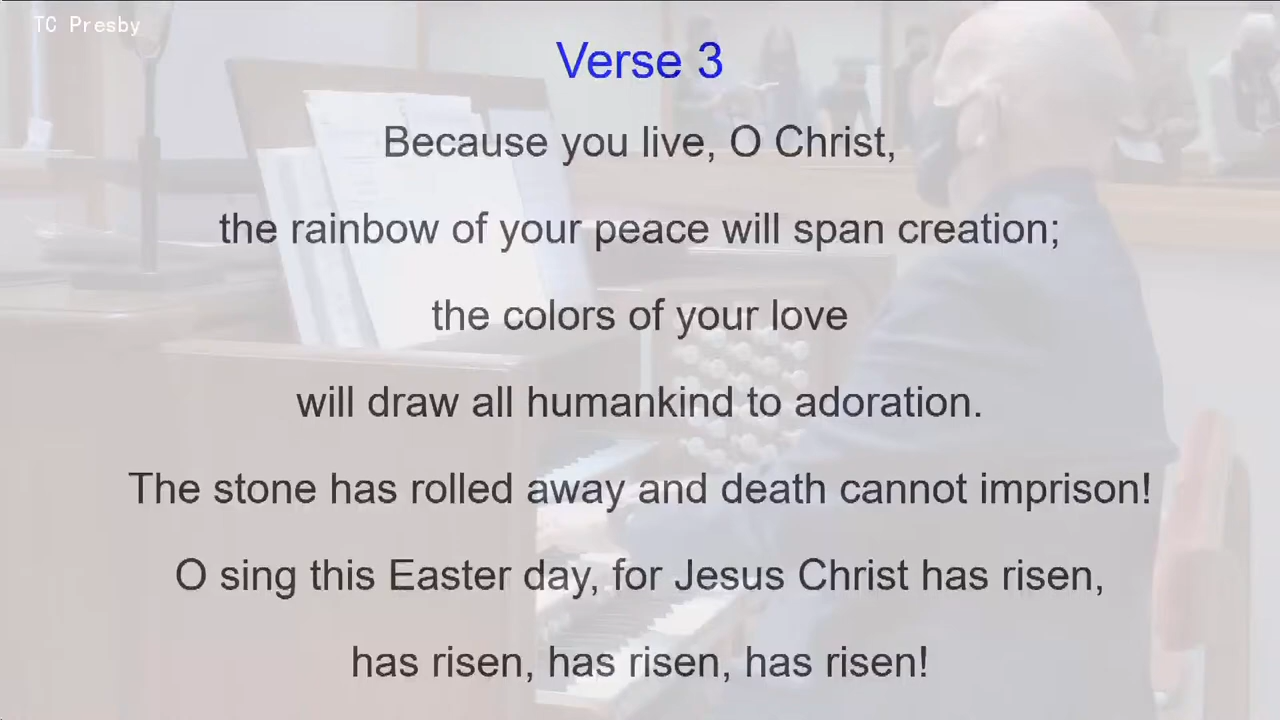 TC Presby
Verse 3
Because you live, O Christ,
the rainbow of your peace will span creation;
the colors of your love
will draw all humankind to adoration.
The stone has rolled away and death cannot imprison!
O sing this Easter day, for Jesus Christ has risen,
has risen, has risen, has risen!